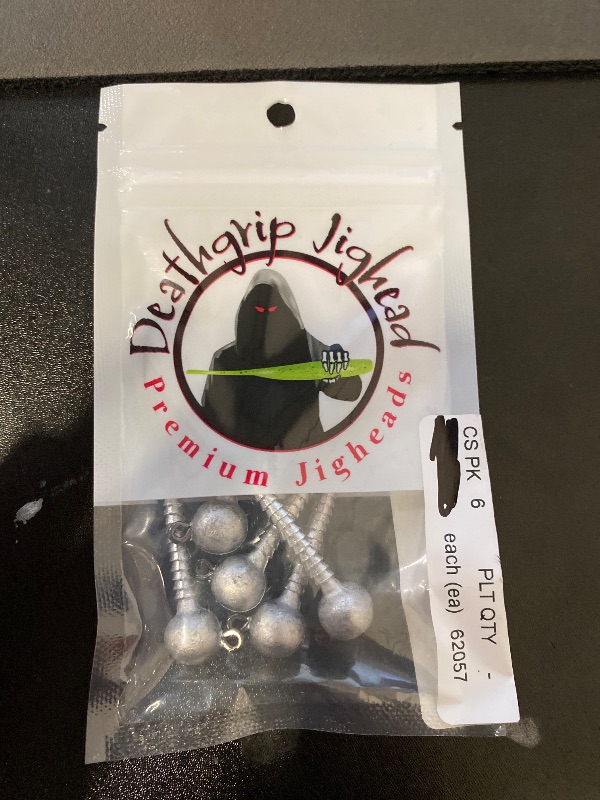 Deathgrip Jighead
Premium Jigheads
CS PK 6 PLT QTY -
each (ea) 62057